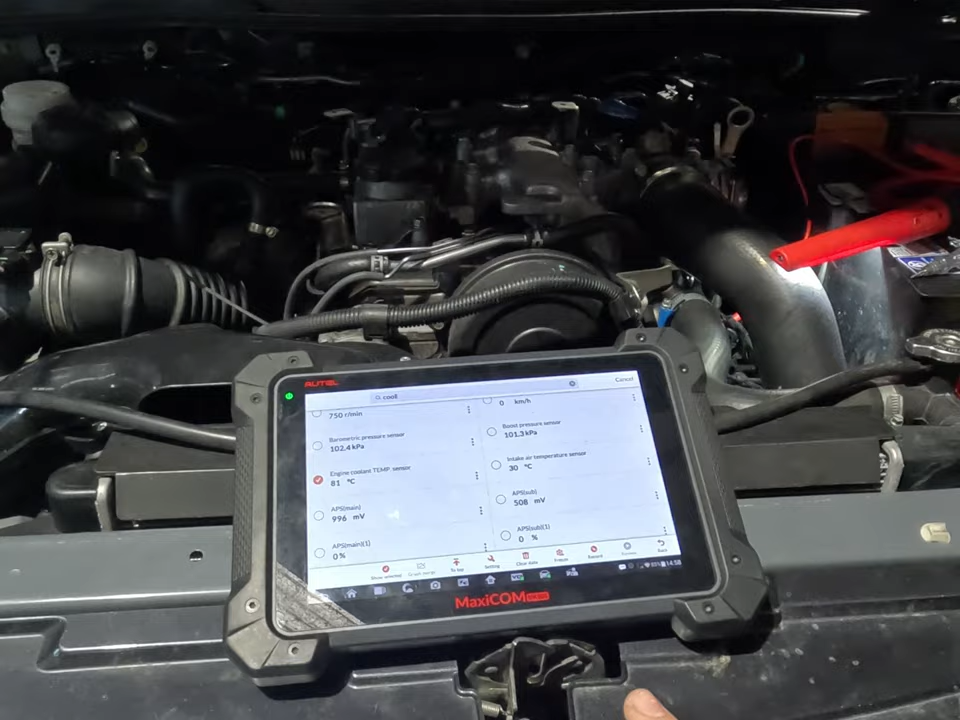 AUTEL
cooll
Cancel
750 r/min
0 km/h
Barometric pressure sensor
102.4 kPa
Boost pressure sensor
101.3 kPa
Engine coolant TEMP. sensor
81 °C
Intake air temperature sensor
30 °C
APS(main)
996 mV
APS(sub)
508 mV
APS(main)(1)
0 %
APS(sub)(1)
0 %
Show selected
To top
Setting
Clear data
Freeze
Record
Back
14:58
MaxiCOM